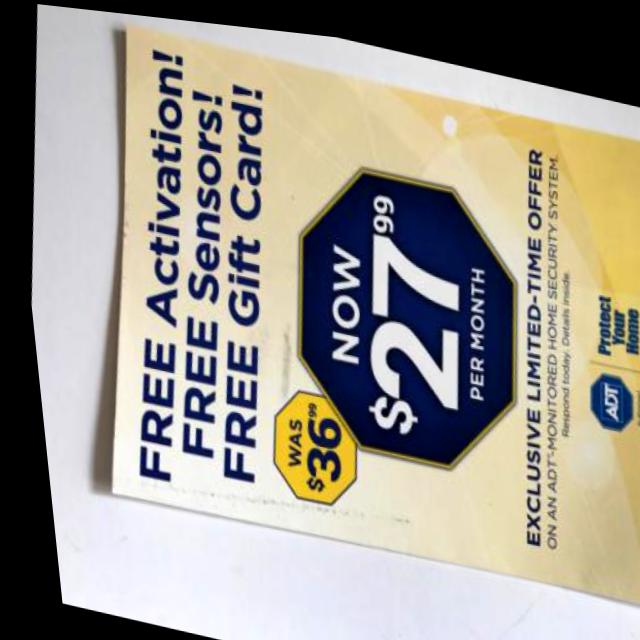 FREE Activation!
FREE Sensors!
FREE Gift Card!
WAS
$36.99
NOW
$27.99
PER MONTH
EXCLUSIVE LIMITED-TIME OFFER
ON AN ADT®-MONITORED HOME SECURITY SYSTEM.
Respond today. Details inside.
ADT
Protect
Your
Home